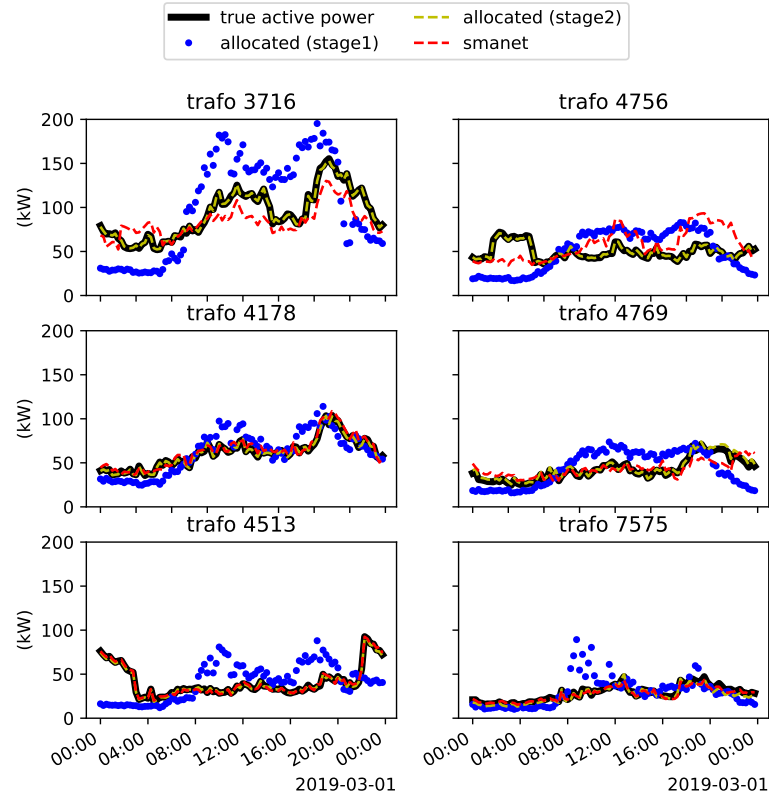 true active power
allocated (stage1)
allocated (stage2)
smanet
trafo 3716
trafo 4756
200
150
100
50
0
(kW)
trafo 4178
trafo 4769
200
150
100
50
0
(kW)
trafo 4513
trafo 7575
200
150
100
50
0
(kW)
00:00 04:00 08:00 12:00 16:00 20:00 00:00
00:00 04:00 08:00 12:00 16:00 20:00 00:00
2019-03-01
2019-03-01